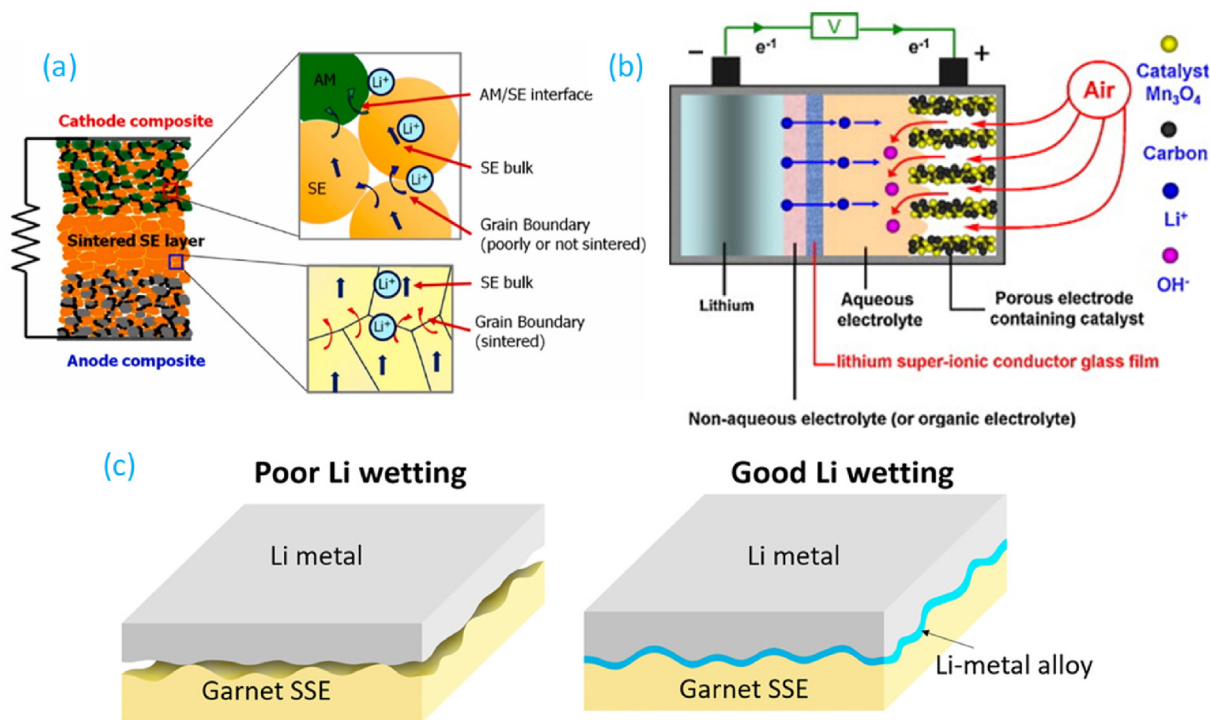 (a)
Cathode composite
Sintered SE layer
Anode composite
AM
Li⁺
Li⁺
Li⁺
SE
AM/SE interface
SE bulk
Grain Boundary
(poorly or not sintered)
Li⁺
Li⁺
SE bulk
Grain Boundary
(sintered)
(b)
−
e⁻¹
V
e⁻¹
+
Air
Catalyst
Mn₃O₄
Carbon
Li⁺
OH⁻
Lithium
Aqueous
electrolyte
Porous electrode
containing catalyst
lithium super-ionic conductor glass film
Non-aqueous electrolyte (or organic electrolyte)
(c)
Poor Li wetting
Li metal
Garnet SSE
Good Li wetting
Li metal
Garnet SSE
Li-metal alloy